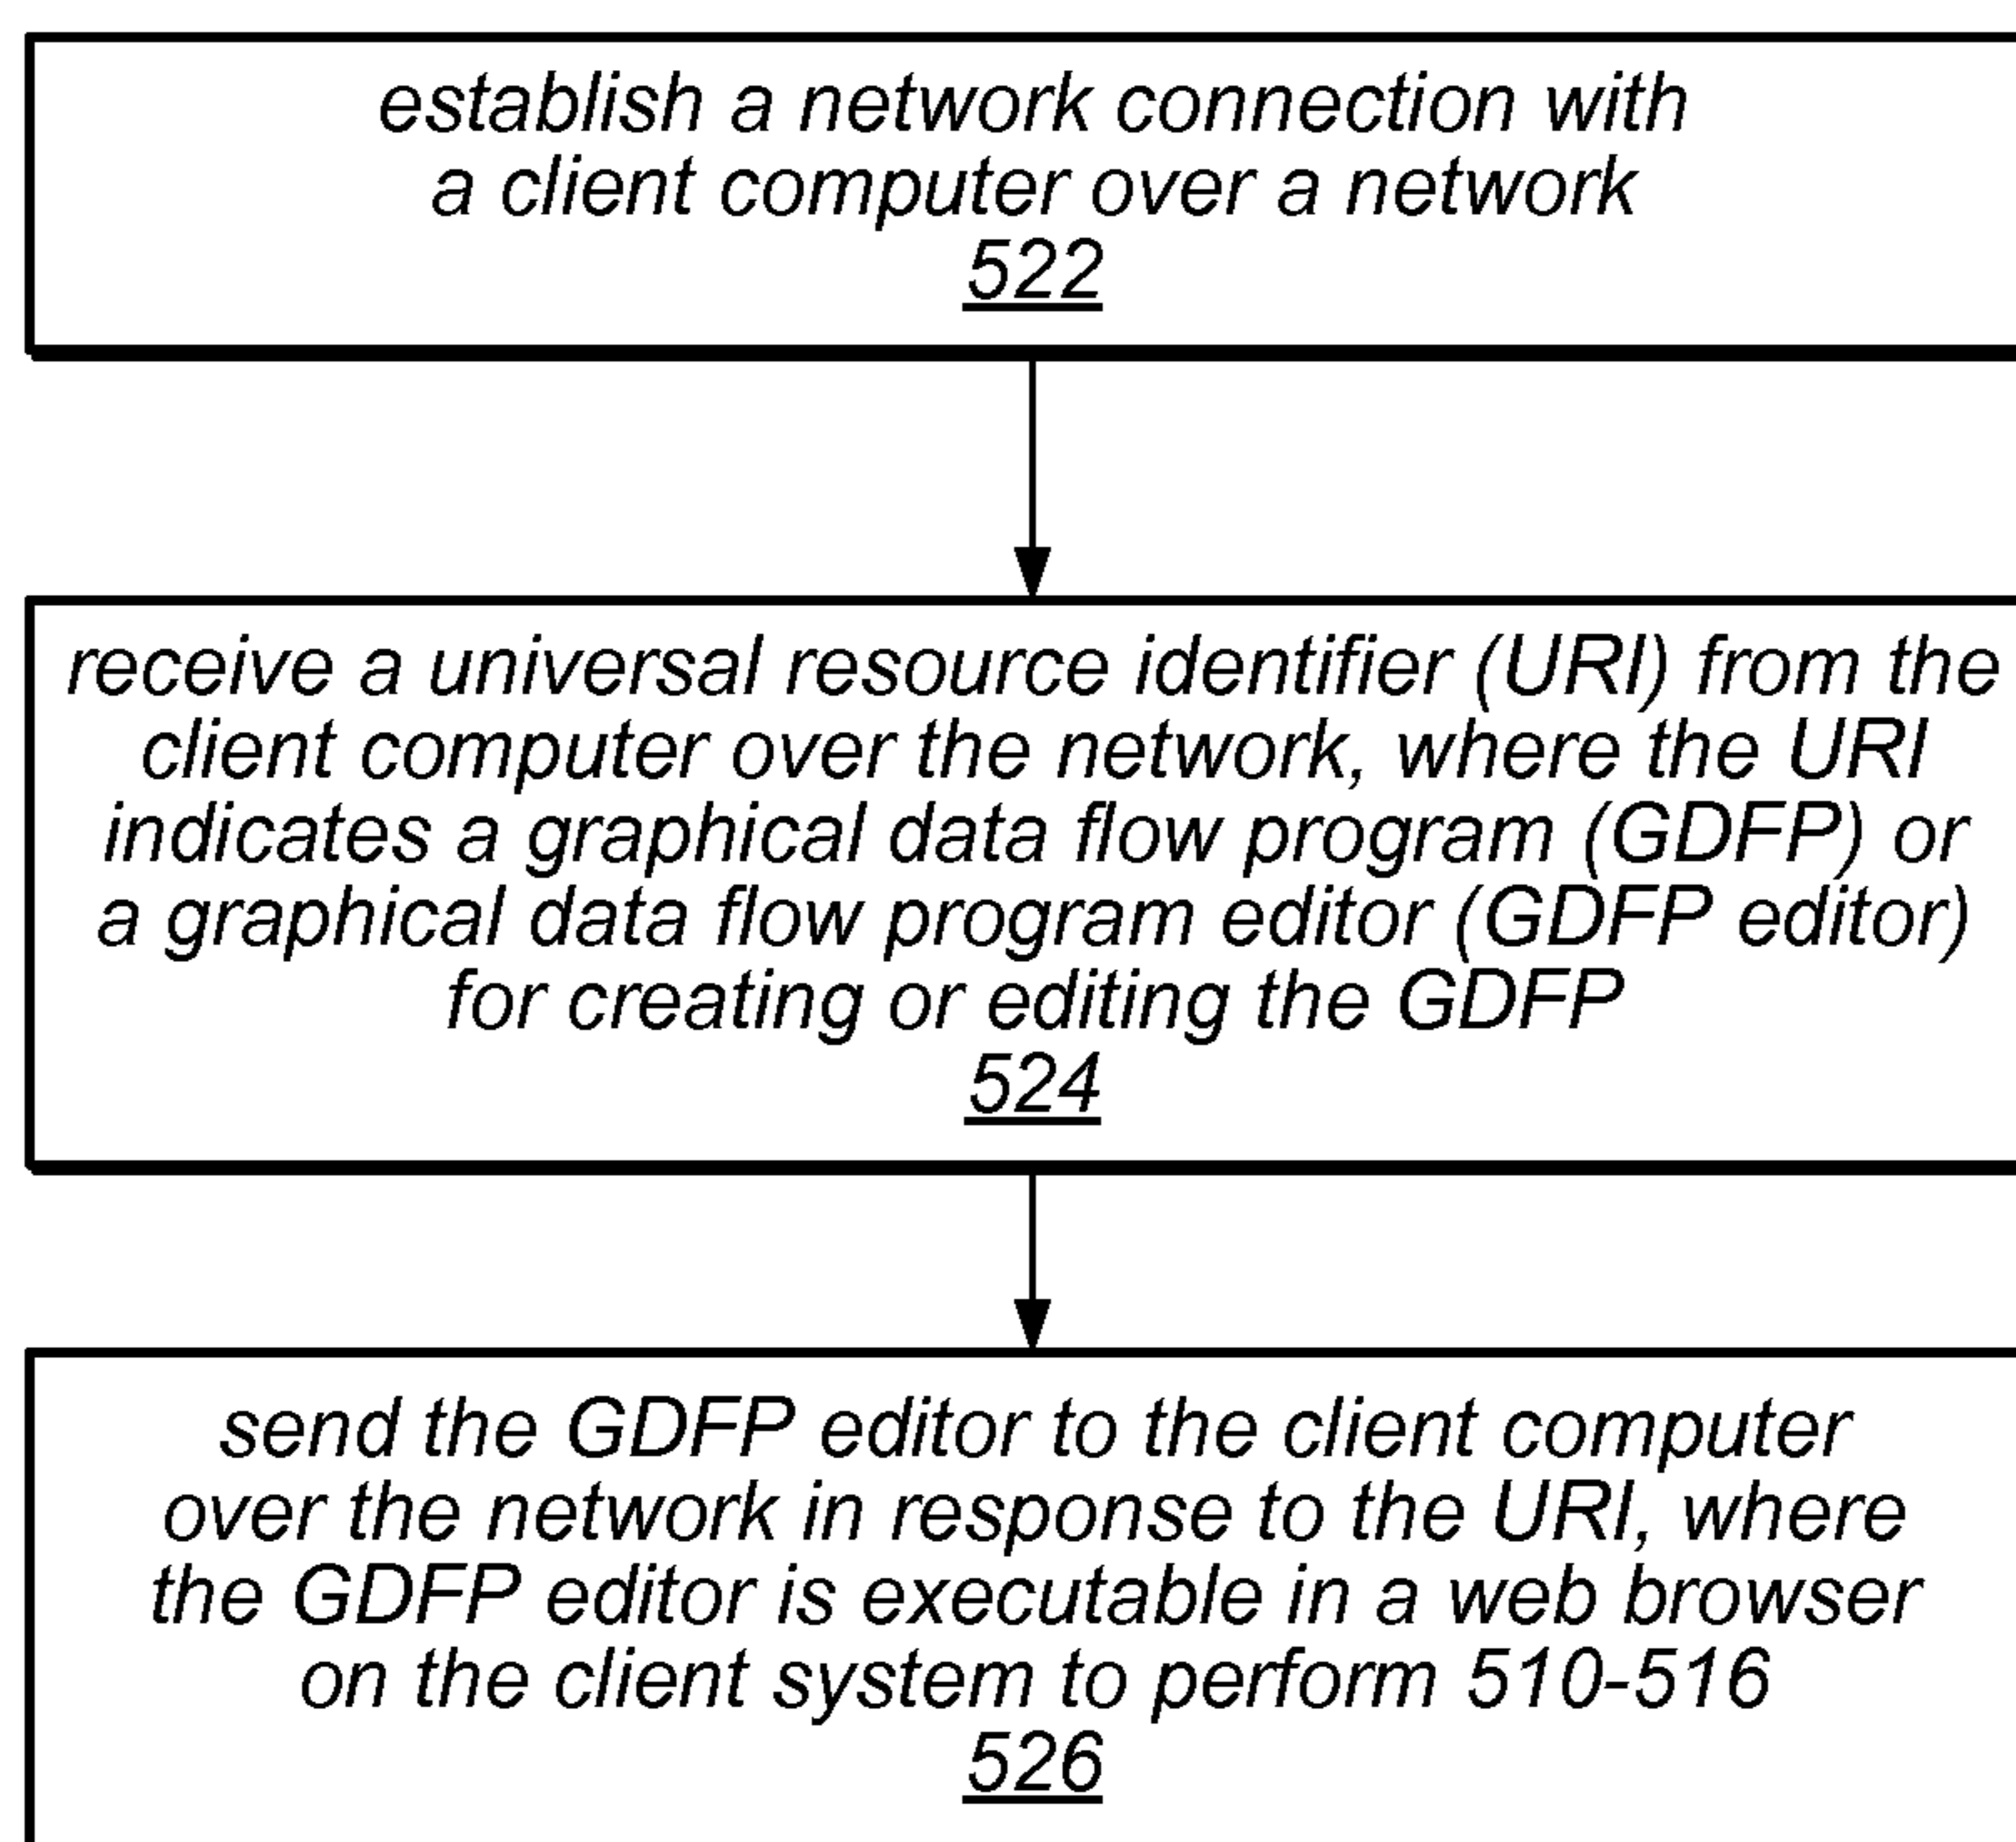 establish a network connection with
a client computer over a network
522
receive a universal resource identifier (URI) from the
client computer over the network, where the URI
indicates a graphical data flow program (GDFP) or
a graphical data flow program editor (GDFP editor)
for creating or editing the GDFP
524
send the GDFP editor to the client computer
over the network in response to the URI, where
the GDFP editor is executable in a web browser
on the client system to perform 510-516
526